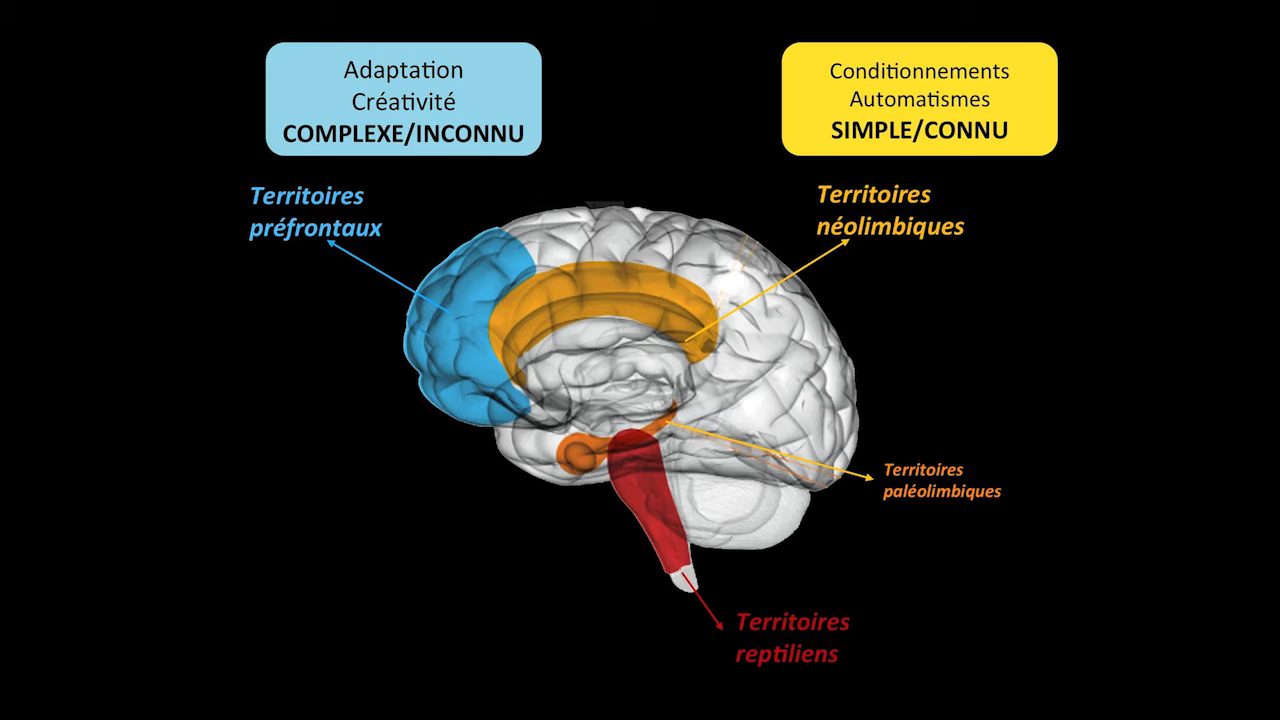 Adaptation
Créativité
COMPLEXE/INCONNU
Conditionnements
Automatismes
SIMPLE/CONNU
Territoires
préfrontaux
Territoires
néolimbiques
Territoires
paléolimbiques
Territoires
reptiliens